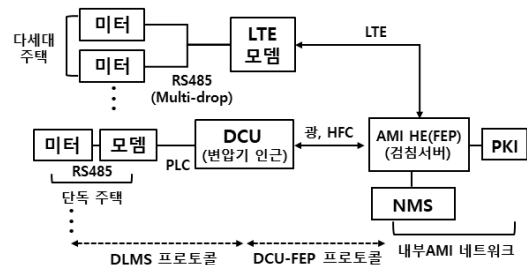 다세대
주택
미터
미터
RS485
(Multi-drop)
LTE
모뎀
LTE
미터
모뎀
RS485
단독 주택
PLC
DCU
(변압기 인근)
광, HFC
AMI HE(FEP)
(검침서버)
PKI
NMS
내부AMI 네트워크
DLMS 프로토콜
DCU-FEP 프로토콜